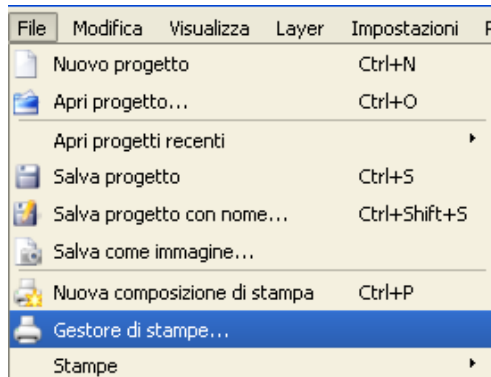 File Modifica Visualizza Layer Impostazioni
Nuovo progetto Ctrl+N
Apri progetto... Ctrl+O
Apri progetti recenti
Salva progetto Ctrl+S
Salva progetto con nome... Ctrl+Shift+S
Salva come immagine...
Nuova composizione di stampa Ctrl+P
Gestore di stampe...
Stampe